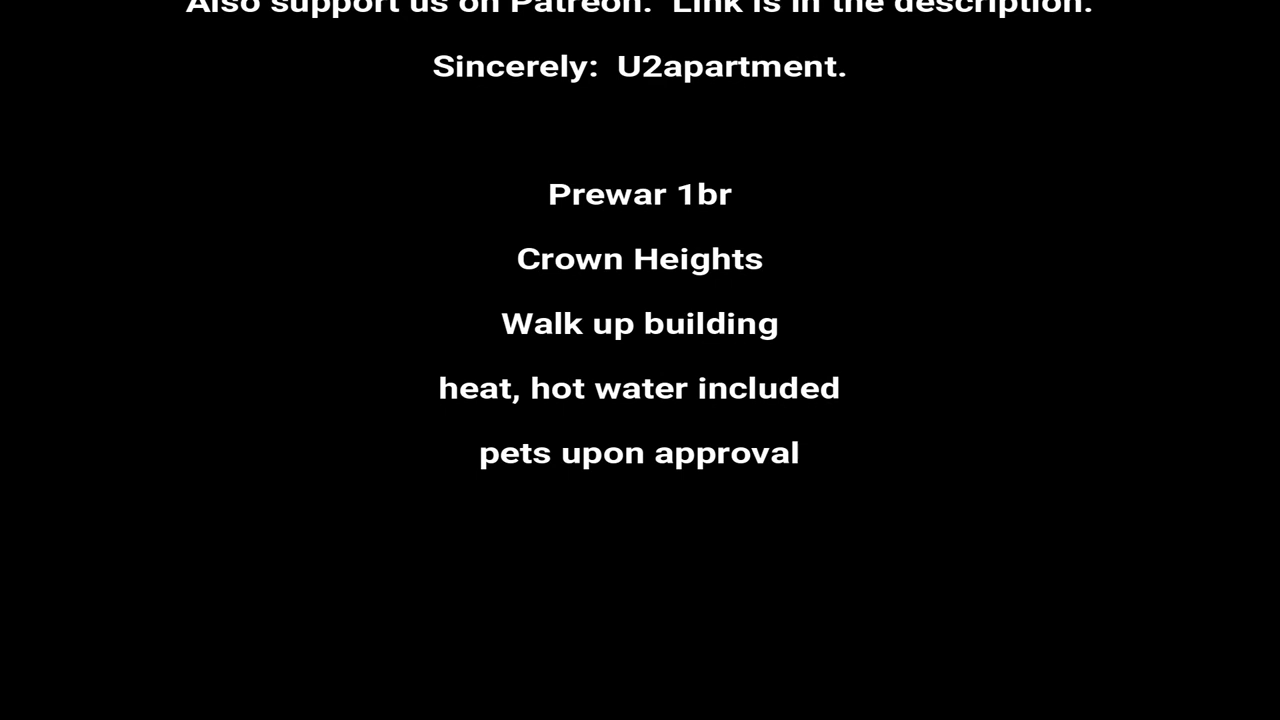 Also support us on Patreon.  Link is in the description.
Sincerely:  U2apartment.
Prewar 1br
Crown Heights
Walk up building
heat, hot water included
pets upon approval